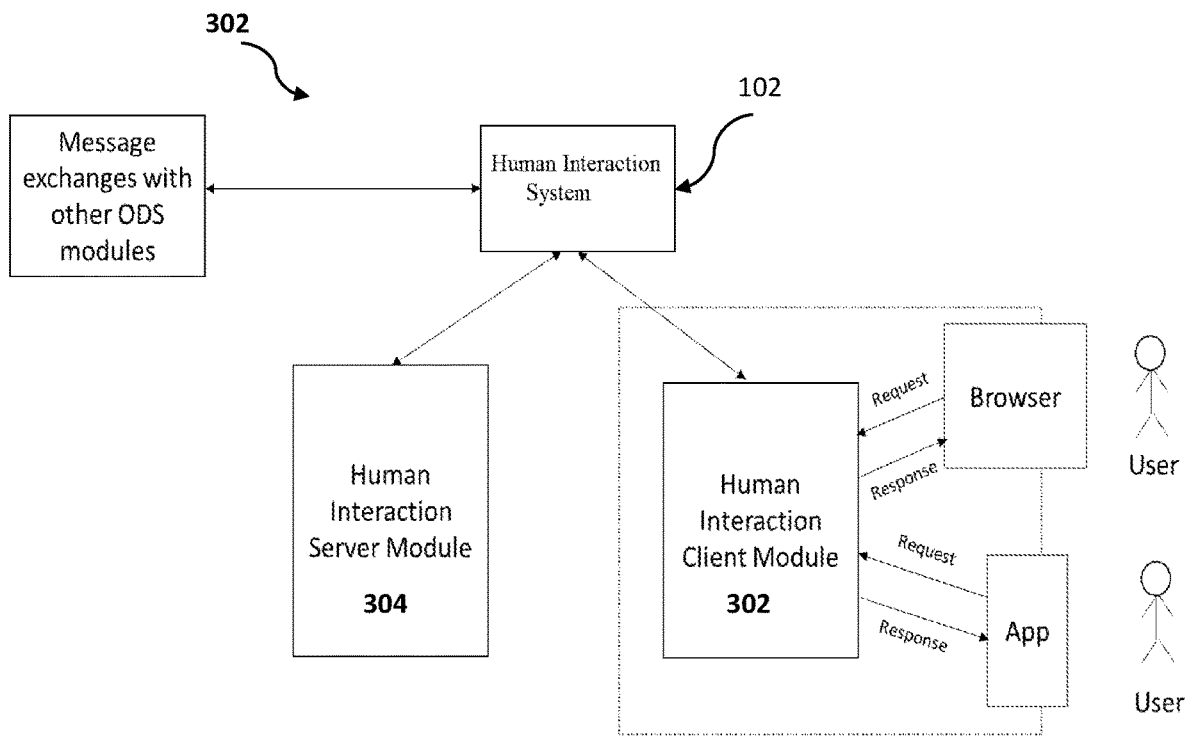 302
102
Message
exchanges with
other ODS
modules
Human Interaction
System
Human
Interaction
Server Module
304
Human
Interaction
Client Module
302
Request
Response
Request
Response
Browser
App
User
User